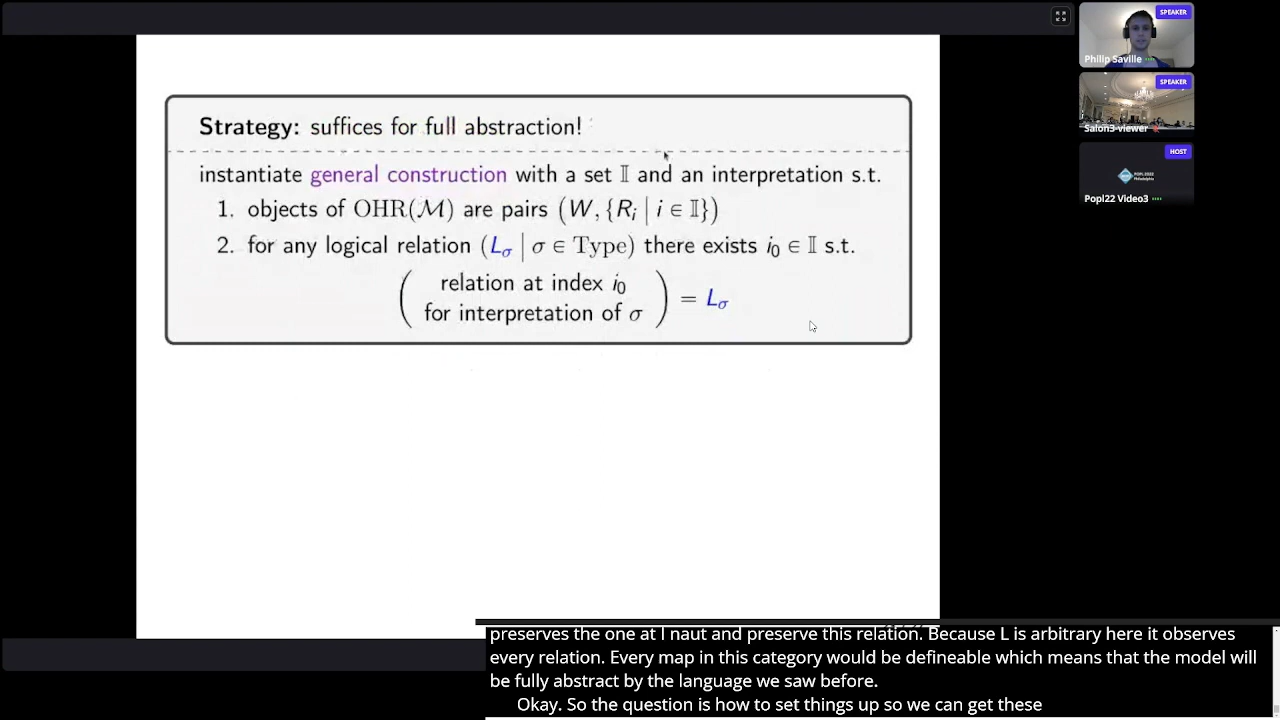 Strategy: suffices for full abstraction!
instantiate general construction with a set 𝕀 and an interpretation s.t.
1. objects of OHR(ℳ) are pairs (W, {Rᵢ | i ∈ 𝕀})
2. for any logical relation (L_σ | σ ∈ Type) there exists i₀ ∈ 𝕀 s.t.
( relation at index i₀
for interpretation of σ ) = L_σ
SPEAKER
Philip Saville
SPEAKER
Salon3-viewer
HOST
POPL2022
Philadelphia
Popl22 Video3
preserves the one at I naut and preserve this relation. Because L is arbitrary here it observes
every relation. Every map in this category would be defineable which means that the model will
be fully abstract by the language we saw before.
Okay. So the question is how to set things up so we can get these